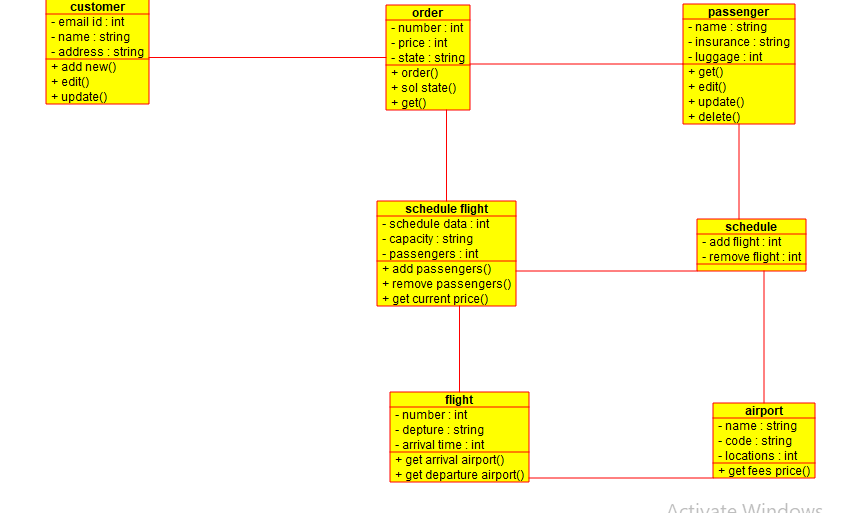 customer
- email id : int
- name : string
- address : string
+ add new()
+ edit()
+ update()
order
- number : int
- price : int
- state : string
+ order()
+ sol state()
+ get()
passenger
- name : string
- insurance : string
- luggage : int
+ get()
+ edit()
+ update()
+ delete()
schedule flight
- schedule data : int
- capacity : string
- passengers : int
+ add passengers()
+ remove passengers()
+ get current price()
schedule
- add flight : int
- remove flight : int
flight
- number : int
- depture : string
- arrival time : int
+ get arrival airport()
+ get departure airport()
airport
- name : string
- code : string
- locations : int
+ get fees price()
Activate Windows